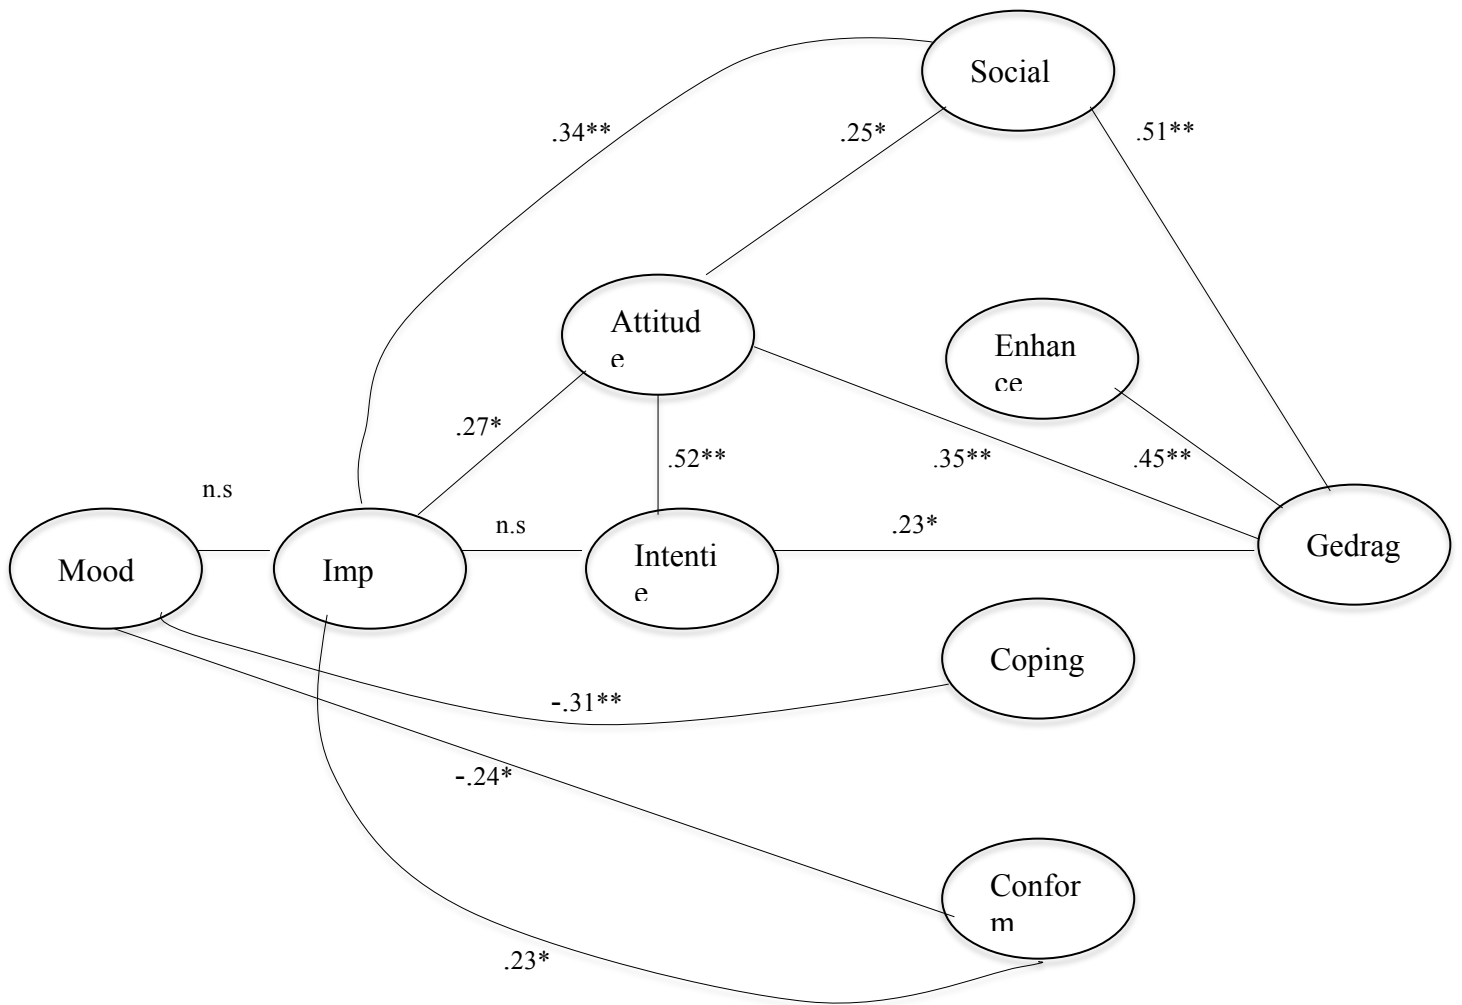 Social
.34**
.25*
.51**
Attitud
e
Enhan
ce
.27*
.52**
.35**
.45**
n.s
n.s
.23*
Mood
Imp
Intenti
e
Gedrag
Coping
-.31**
-.24*
Confor
m
.23*